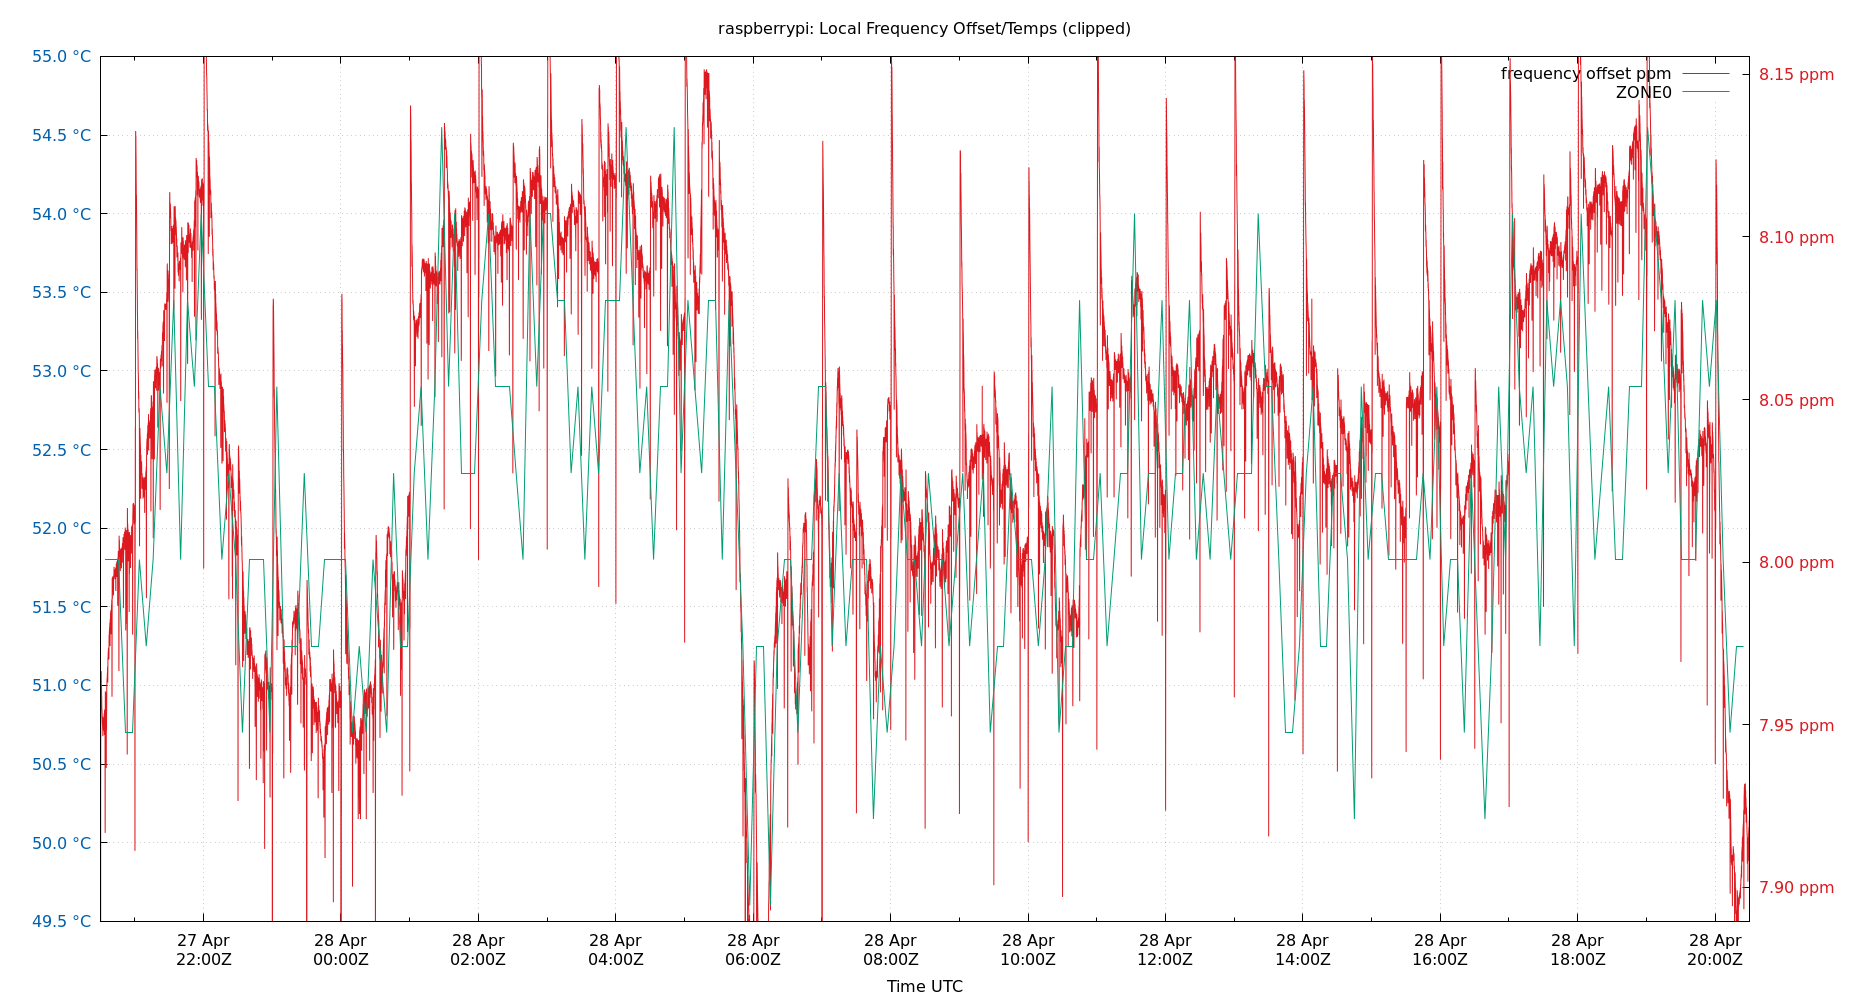 raspberrypi: Local Frequency Offset/Temps (clipped)
frequency offset ppm
ZONE0
55.0 °C
54.5 °C
54.0 °C
53.5 °C
53.0 °C
52.5 °C
52.0 °C
51.5 °C
51.0 °C
50.5 °C
50.0 °C
49.5 °C
8.15 ppm
8.10 ppm
8.05 ppm
8.00 ppm
7.95 ppm
7.90 ppm
27 Apr
22:00Z
28 Apr
00:00Z
28 Apr
02:00Z
28 Apr
04:00Z
28 Apr
06:00Z
28 Apr
08:00Z
28 Apr
10:00Z
28 Apr
12:00Z
28 Apr
14:00Z
28 Apr
16:00Z
28 Apr
18:00Z
28 Apr
20:00Z
Time UTC